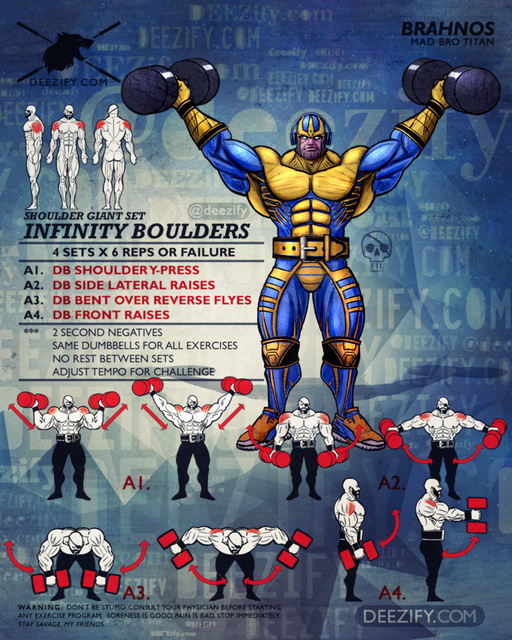 BRAHNOS
MAD BRO TITAN
DEEZIFY.COM
@deezify
SHOULDER GIANT SET
INFINITY BOULDERS
4 SETS X 6 REPS OR FAILURE
A1. DB SHOULDER Y-PRESS
A2. DB SIDE LATERAL RAISES
A3. DB BENT OVER REVERSE FLYES
A4. DB FRONT RAISES
*** 2 SECOND NEGATIVES
SAME DUMBBELLS FOR ALL EXERCISES
NO REST BETWEEN SETS
ADJUST TEMPO FOR CHALLENGE
A1.
A2.
A3.
A4.
WARNING: DON'T BE STUPID. CONSULT YOUR PHYSICIAN BEFORE STARTING
ANY EXERCISE PROGRAM. SORENESS IS GOOD, PAIN IS BAD. STOP IMMEDIATELY.
STAY SAVAGE, MY FRIENDS.
DEEZIFY.COM